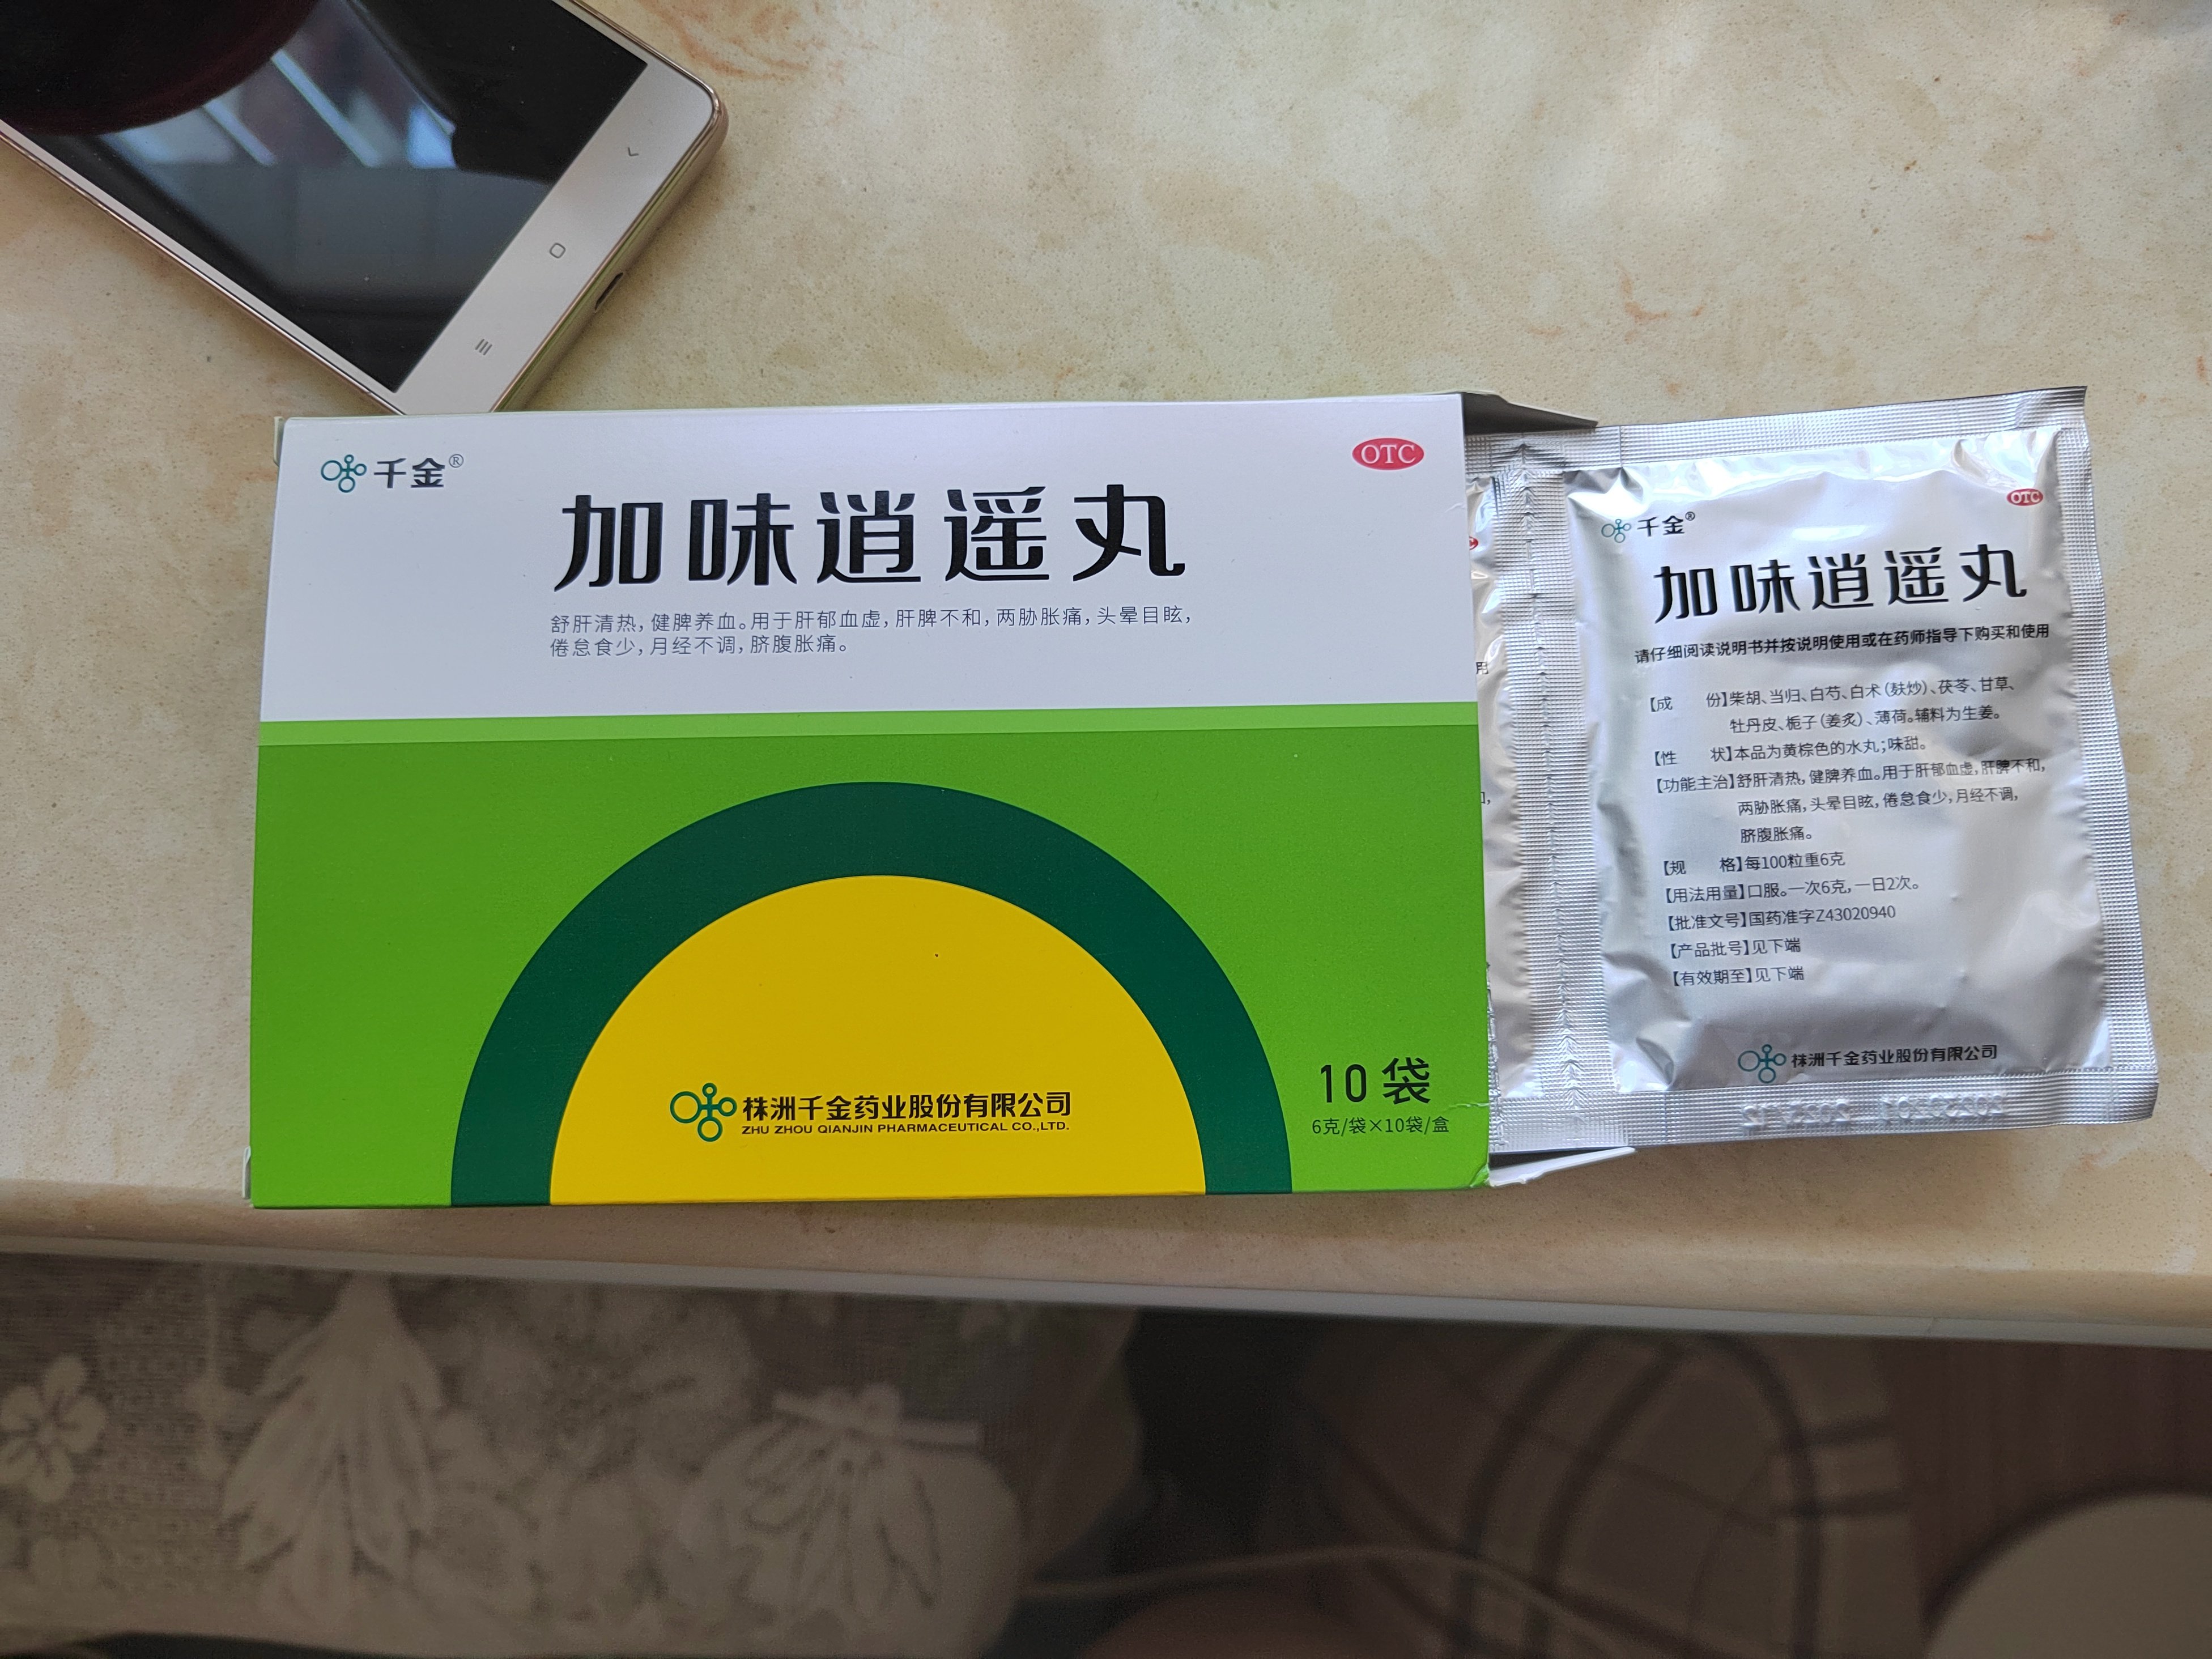 千金®
OTC
加味逍遥丸
舒肝清热,健脾养血。用于肝郁血虚,肝脾不和,两胁胀痛,头晕目眩,
倦怠食少,月经不调,脐腹胀痛。
株洲千金药业股份有限公司
ZHU ZHOU QIANJIN PHARMACEUTICAL CO.,LTD.
10袋
6克/袋×10袋/盒
OTC
千金®
加味逍遥丸
请仔细阅读说明书并按说明使用或在药师指导下购买和使用
【成 份】柴胡、当归、白芍、白术(麸炒)、茯苓、甘草、
牡丹皮、栀子(姜炙)、薄荷。辅料为生姜。
【性 状】本品为黄棕色的水丸;味甜。
【功能主治】舒肝清热,健脾养血。用于肝郁血虚,肝脾不和,
两胁胀痛,头晕目眩,倦怠食少,月经不调,
脐腹胀痛。
【规 格】每100粒重6克
【用法用量】口服。一次6克,一日2次。
【批准文号】国药准字Z43020940
【产品批号】见下端
【有效期至】见下端
株洲千金药业股份有限公司
用